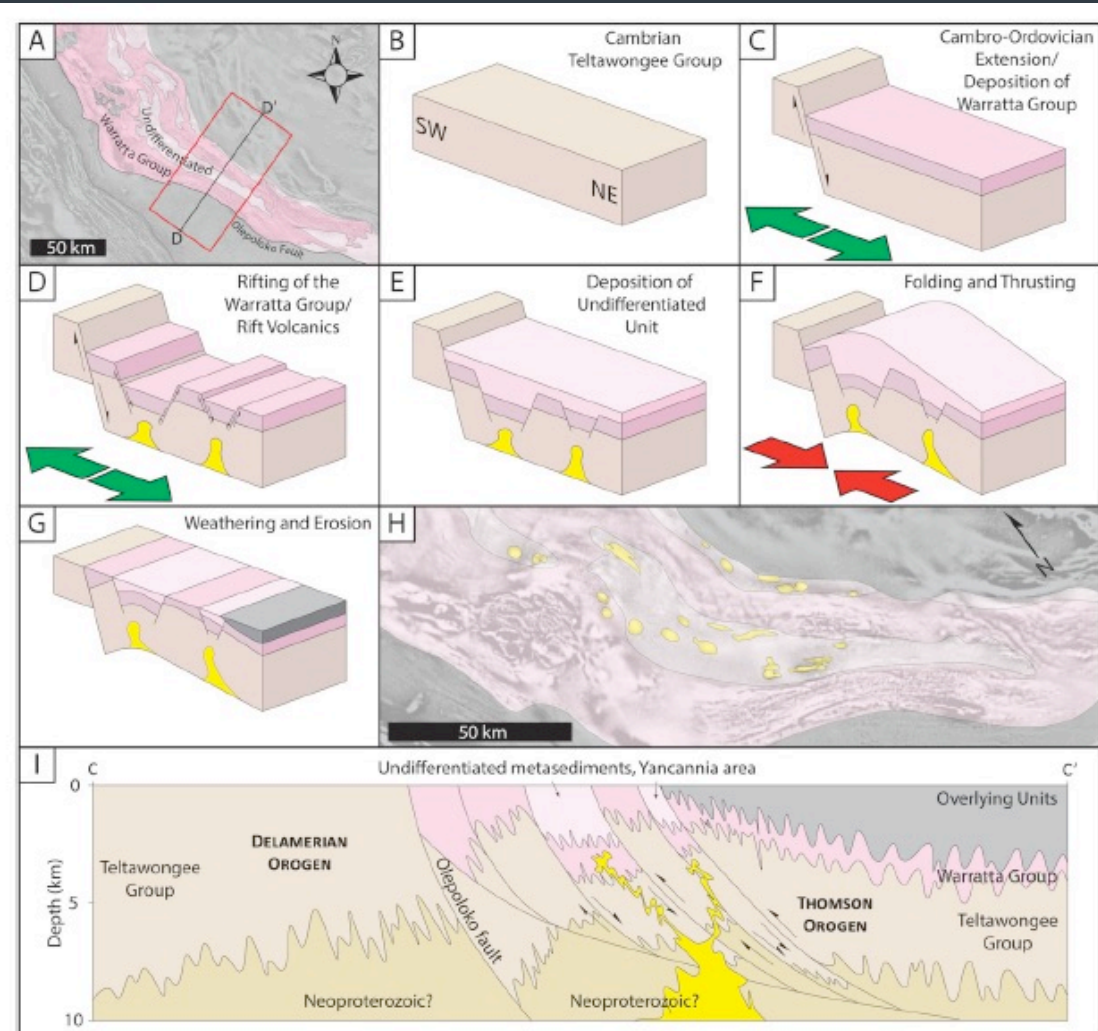 A
N
D'
Undifferentiated
Warratta Group
D
Olepoloko Fault
50 km
B
Cambrian
Teltawongee Group
SW
NE
C
Cambro-Ordovician
Extension/
Deposition of
Warratta Group
D
Rifting of the
Warratta Group/
Rift Volcanics
E
Deposition of
Undifferentiated
Unit
F
Folding and Thrusting
G
Weathering and Erosion
H
N
50 km
I
C
Undifferentiated metasediments, Yancannia area
C'
0
5
10
Depth (km)
Teltawongee
Group
DELAMERIAN
OROGEN
Olepoloko fault
Neoproterozoic?
Neoproterozoic?
THOMSON
OROGEN
Overlying Units
Warratta Group
Teltawongee
Group